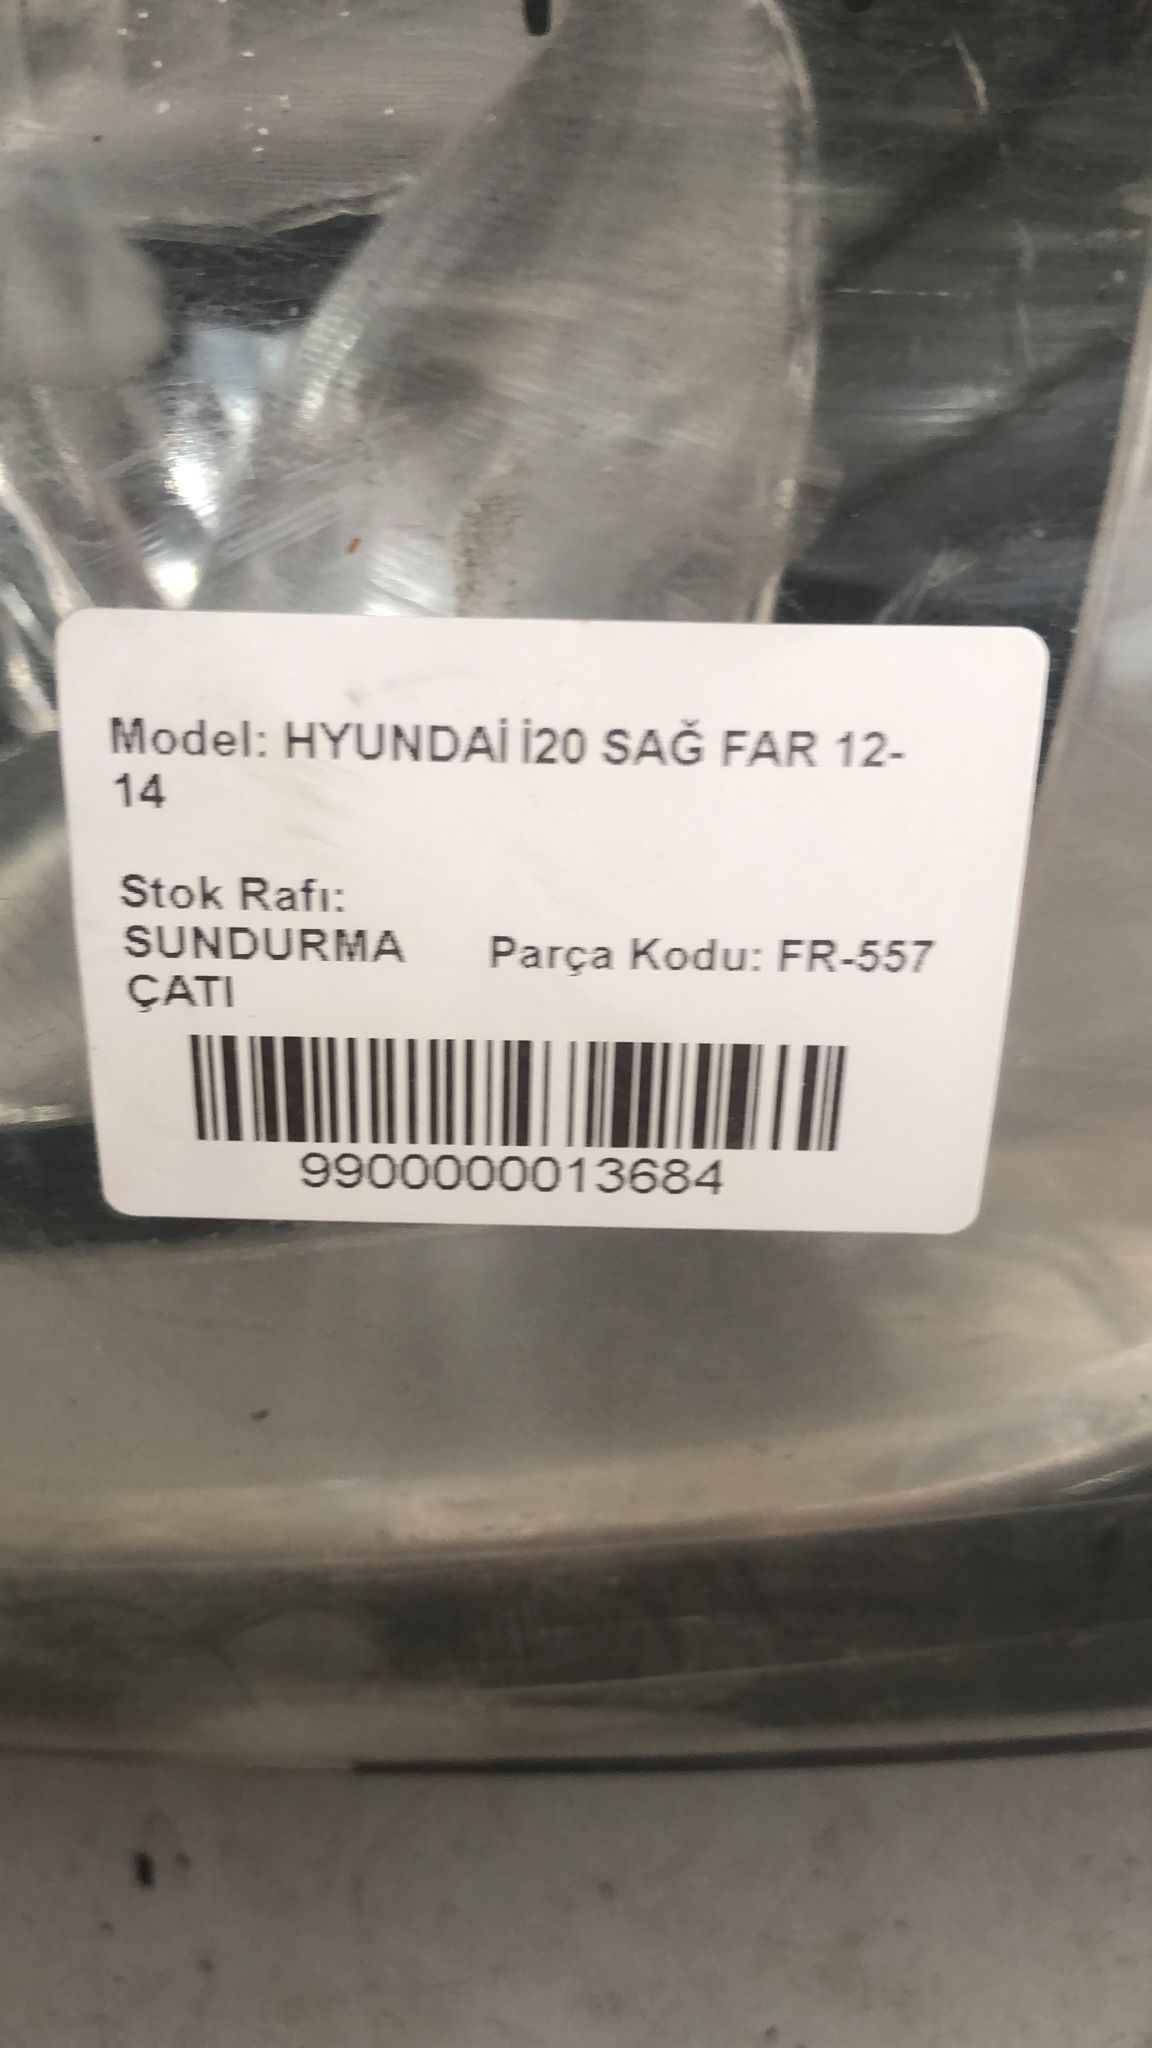 Model: HYUNDAİ İ20 SAĞ FAR 12-
14
Stok Rafı:
SUNDURMA
ÇATI
Parça Kodu: FR-557
9900000013684